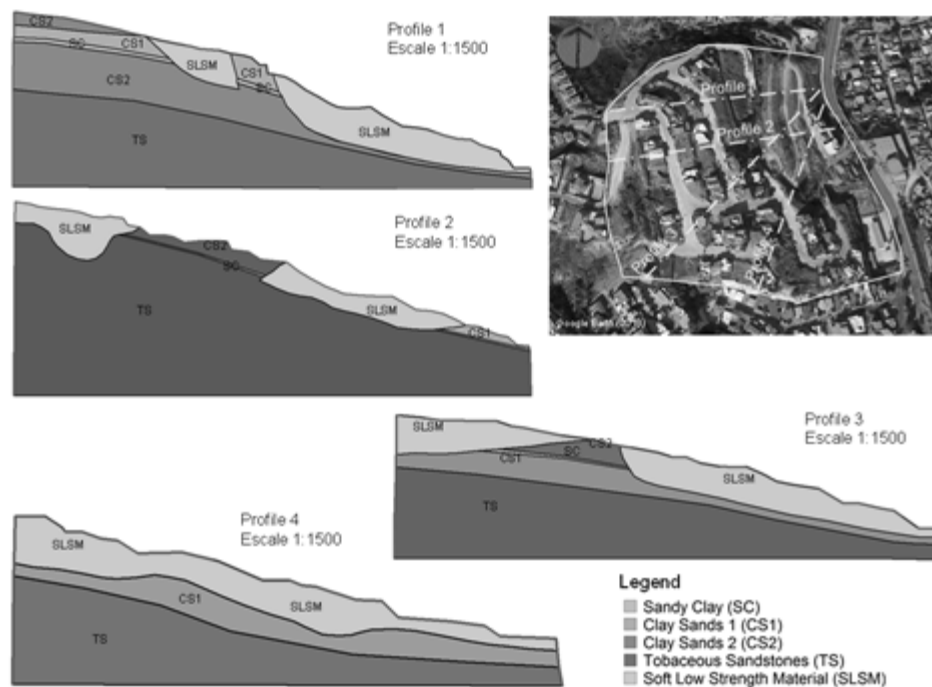 Profile 1
Escale 1:1500
CS2
SC
CS1
SLSM
CS1
SC
CS2
SLSM
TS
Profile
Profile 2
Profile 2
Escale 1:1500
SLSM
CS2
SC
TS
SLSM
CS1
Profile 3
Escale 1:1500
SLSM
CS2
SC
CS1
SLSM
TS
Profile 4
Escale 1:1500
SLSM
CS1
SLSM
TS
Legend
Sandy Clay (SC)
Clay Sands 1 (CS1)
Clay Sands 2 (CS2)
Tobaceous Sandstones (TS)
Soft Low Strength Material (SLSM)